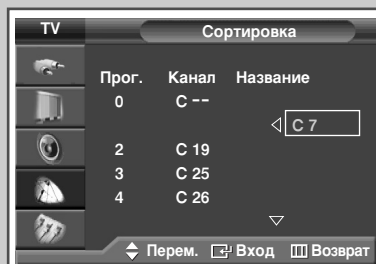 TV
Сортировка
Прог. Канал Название
0 C --
C 7
2 C 19
3 C 25
4 C 26
Перем. Вход Возврат